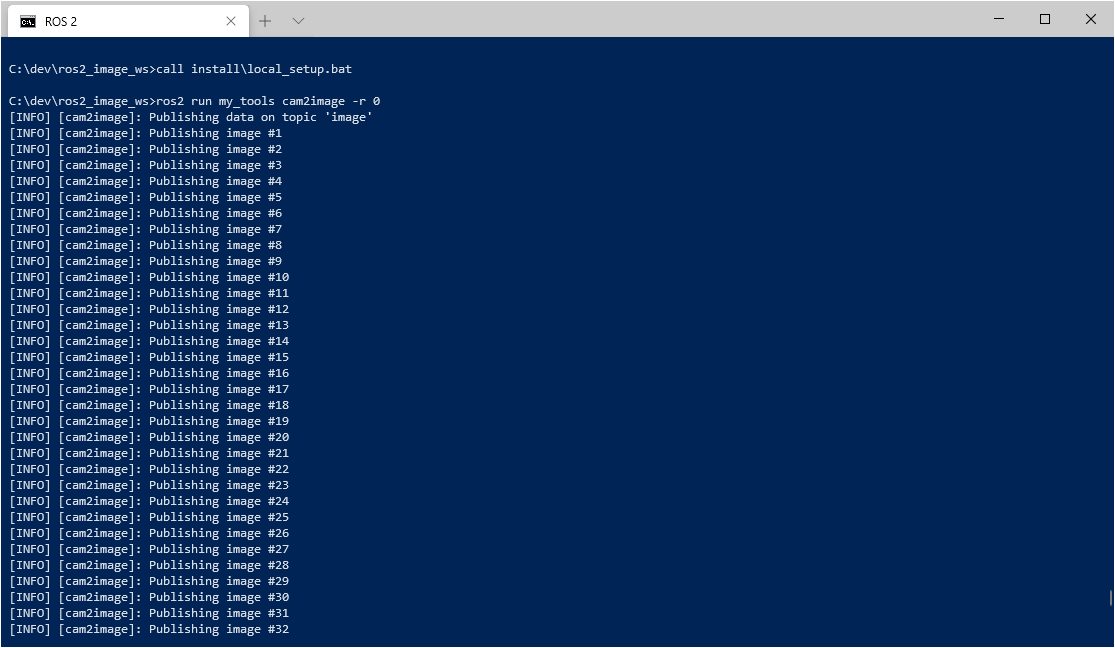 ROS 2
C:\dev\ros2_image_ws>call install\local_setup.bat
C:\dev\ros2_image_ws>ros2 run my_tools cam2image -r 0
[INFO] [cam2image]: Publishing data on topic 'image'
[INFO] [cam2image]: Publishing image #1
[INFO] [cam2image]: Publishing image #2
[INFO] [cam2image]: Publishing image #3
[INFO] [cam2image]: Publishing image #4
[INFO] [cam2image]: Publishing image #5
[INFO] [cam2image]: Publishing image #6
[INFO] [cam2image]: Publishing image #7
[INFO] [cam2image]: Publishing image #8
[INFO] [cam2image]: Publishing image #9
[INFO] [cam2image]: Publishing image #10
[INFO] [cam2image]: Publishing image #11
[INFO] [cam2image]: Publishing image #12
[INFO] [cam2image]: Publishing image #13
[INFO] [cam2image]: Publishing image #14
[INFO] [cam2image]: Publishing image #15
[INFO] [cam2image]: Publishing image #16
[INFO] [cam2image]: Publishing image #17
[INFO] [cam2image]: Publishing image #18
[INFO] [cam2image]: Publishing image #19
[INFO] [cam2image]: Publishing image #20
[INFO] [cam2image]: Publishing image #21
[INFO] [cam2image]: Publishing image #22
[INFO] [cam2image]: Publishing image #23
[INFO] [cam2image]: Publishing image #24
[INFO] [cam2image]: Publishing image #25
[INFO] [cam2image]: Publishing image #26
[INFO] [cam2image]: Publishing image #27
[INFO] [cam2image]: Publishing image #28
[INFO] [cam2image]: Publishing image #29
[INFO] [cam2image]: Publishing image #30
[INFO] [cam2image]: Publishing image #31
[INFO] [cam2image]: Publishing image #32